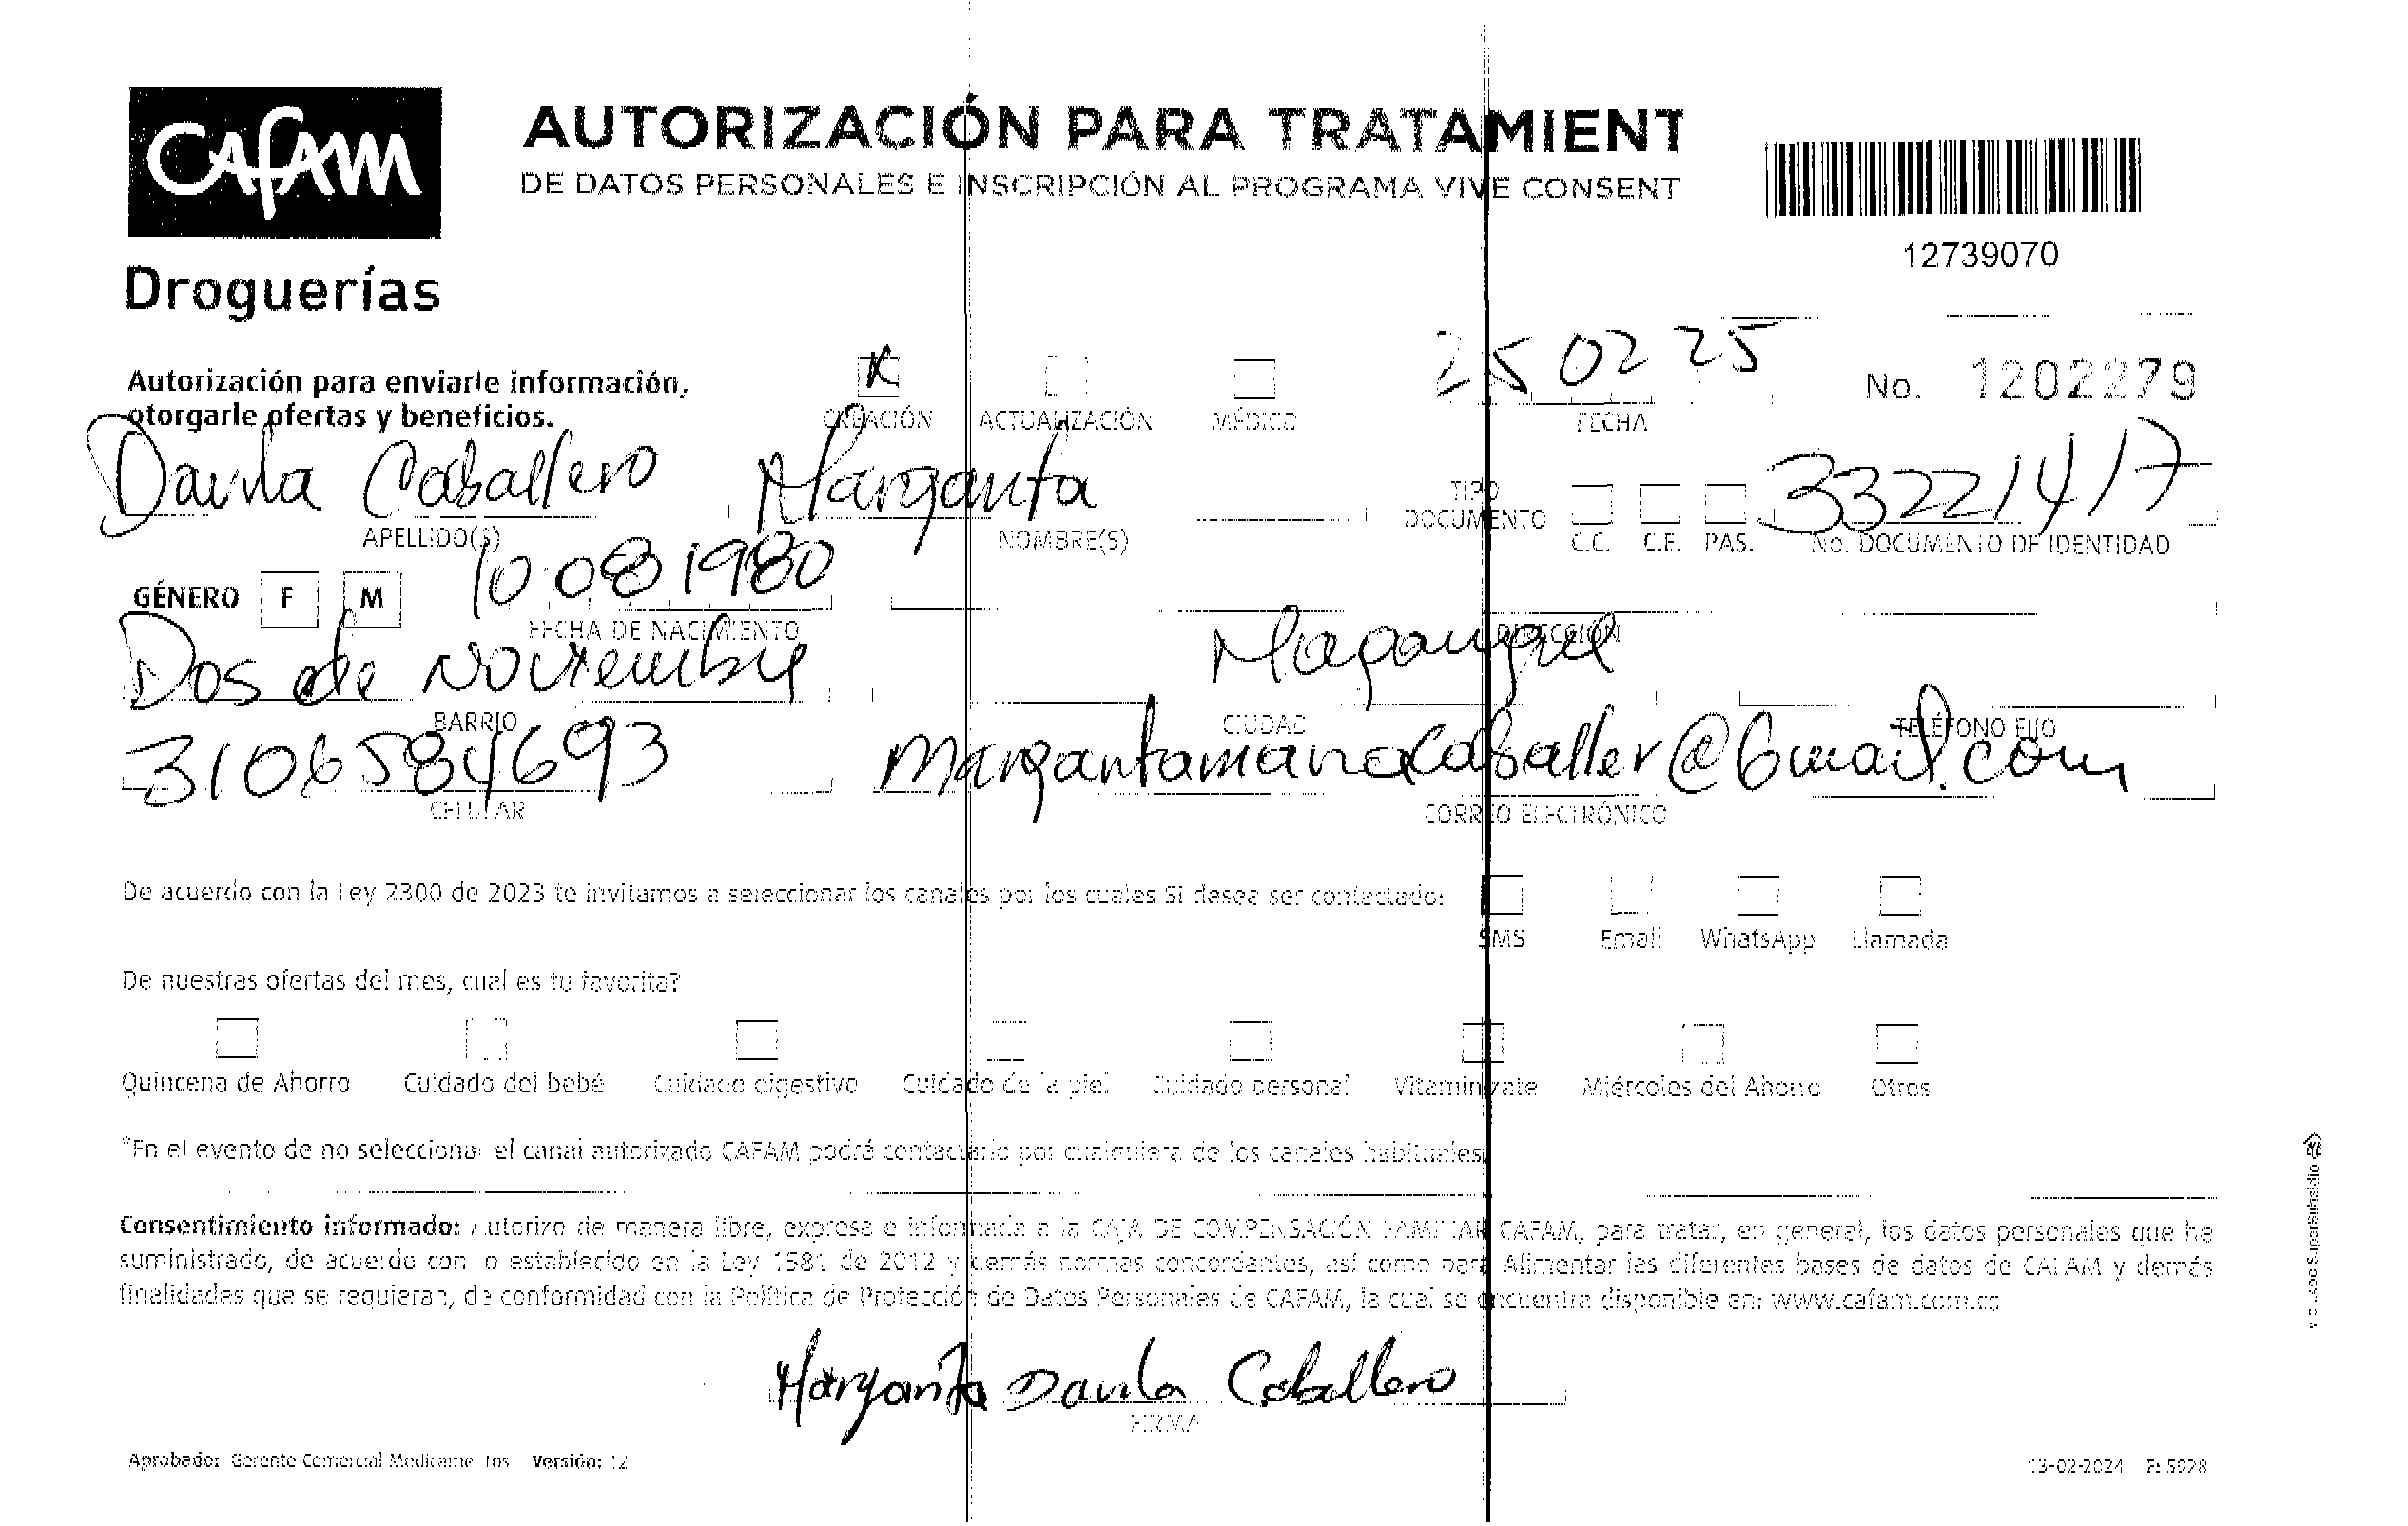 CAFAM
Droguerías
AUTORIZACIÓN PARA TRATAMIENT
DE DATOS PERSONALES E INSCRIPCIÓN AL PROGRAMA VIVE CONSENT
12739070
Autorización para enviarle información,
otorgarle ofertas y beneficios.
X
CREACIÓN ACTUALIZACIÓN MÉDICO
25 02 25
FECHA
No. 1202279
Davila Caballero Margarita 33221417
APELLIDO(S) NOMBRE(S) TIPO DOCUMENTO C.C. C.E. PAS. No. DOCUMENTO DE IDENTIDAD
GÉNERO F M 10 08 1980
FECHA DE NACIMIENTO DIRECCIÓN
Dos de Noviembre Magangue
BARRIO CIUDAD TELÉFONO FIJO
3106584693 margaritamariacaballer@Gmail.com
CELULAR CORREO ELECTRÓNICO
De acuerdo con la Ley 2300 de 2023 te invitamos a seleccionar los canales por los cuales Si desea ser contactado:
SMS Email WhatsApp Llamada
De nuestras ofertas del mes, cual es tu favorita?
Quincena de Ahorro Cuidado del bebé Cuidado digestivo Cuidado de la piel Cuidado personal Vitaminízate Miércoles del Ahorro Otros
*En el evento de no seleccionar el canal autorizado CAFAM podrá contactarlo por cualquiera de los canales habituales
Consentimiento informado: Autorizo de manera libre, expresa e informada a la CAJA DE COMPENSACIÓN FAMILIAR CAFAM, para tratar, en general, los datos personales que he
suministrado, de acuerdo con lo establecido en la Ley 1581 de 2012 y demás normas concordantes, así como para Alimentar las diferentes bases de datos de CAFAM y demás
finalidades que se requieran, de conformidad con la Política de Protección de Datos Personales de CAFAM, la cual se encuentra disponible en: www.cafam.com.co
Margarita Davila Caballero
FIRMA
Aprobado: Gerente Comercial Medicamentos Versión: 12
13-02-2024 F: 5928